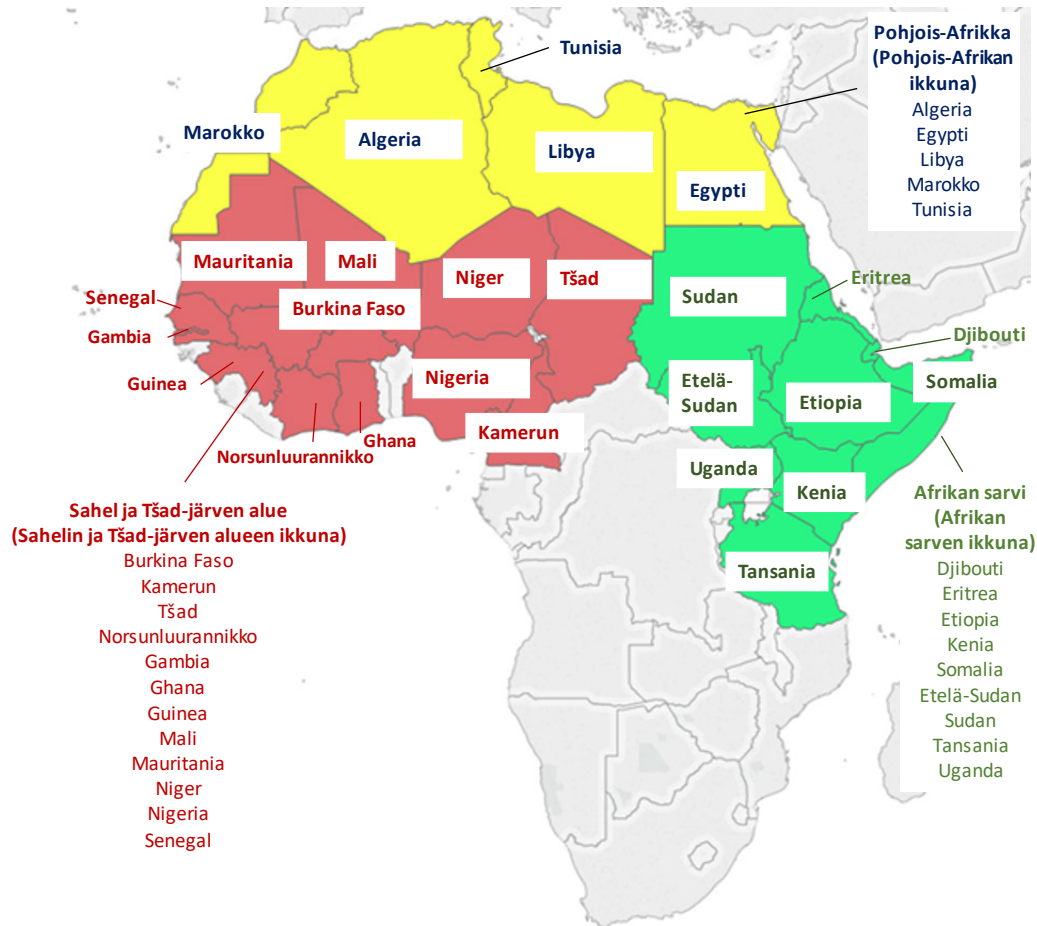 Tunisia
Pohjois-Afrikka
(Pohjois-Afrikan
ikkuna)
Algeria
Egypti
Libya
Marokko
Tunisia
Marokko
Algeria
Libya
Egypti
Mauritania
Mali
Niger
Tšad
Sudan
Eritrea
Senegal
Burkina Faso
Gambia
Djibouti
Guinea
Nigeria
Etelä-
Sudan
Etiopia
Somalia
Ghana
Norsunluurannikko
Kamerun
Uganda
Kenia
Tansania
Sahel ja Tšad-järven alue
(Sahelin ja Tšad-järven alueen ikkuna)
Burkina Faso
Kamerun
Tšad
Norsunluurannikko
Gambia
Ghana
Guinea
Mali
Mauritania
Niger
Nigeria
Senegal
Afrikan sarvi
(Afrikan
sarven ikkuna)
Djibouti
Eritrea
Etiopia
Kenia
Somalia
Etelä-Sudan
Sudan
Tansania
Uganda